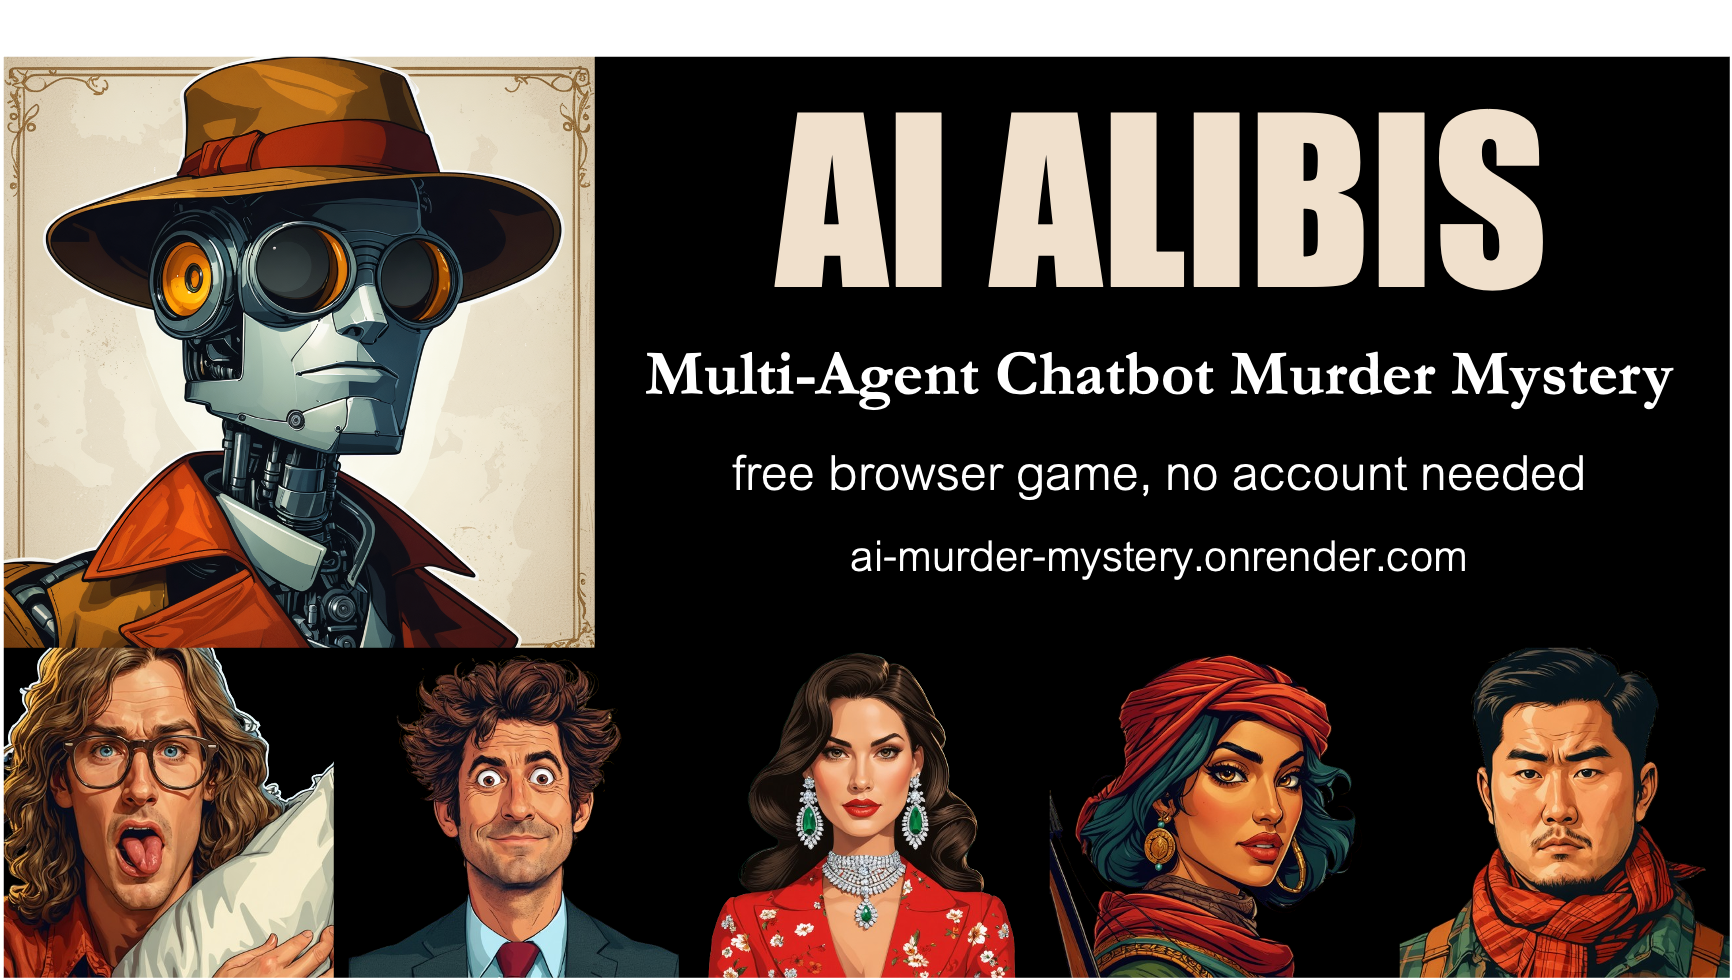 AI ALIBIS
Multi-Agent Chatbot Murder Mystery
free browser game, no account needed
ai-murder-mystery.onrender.com